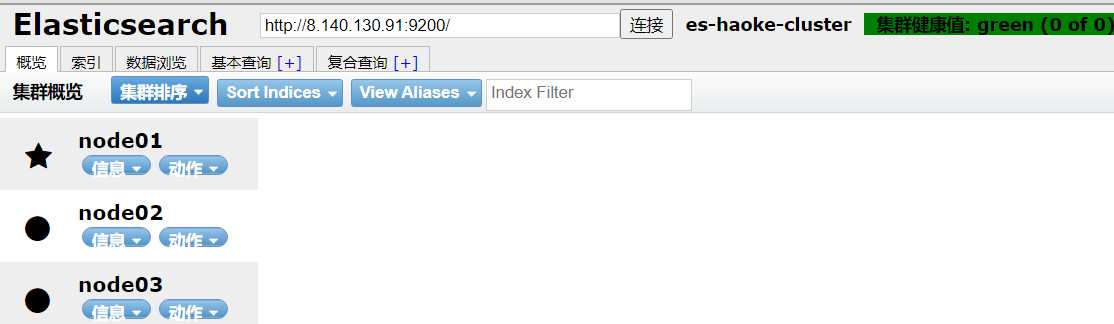 Elasticsearch http://8.140.130.91:9200/ 连接 es-haoke-cluster 集群健康值: green (0 of 0)
概览 索引 数据浏览 基本查询 [+] 复合查询 [+]
集群概览 集群排序 Sort Indices View Aliases Index Filter
node01
信息 动作
node02
信息 动作
node03
信息 动作